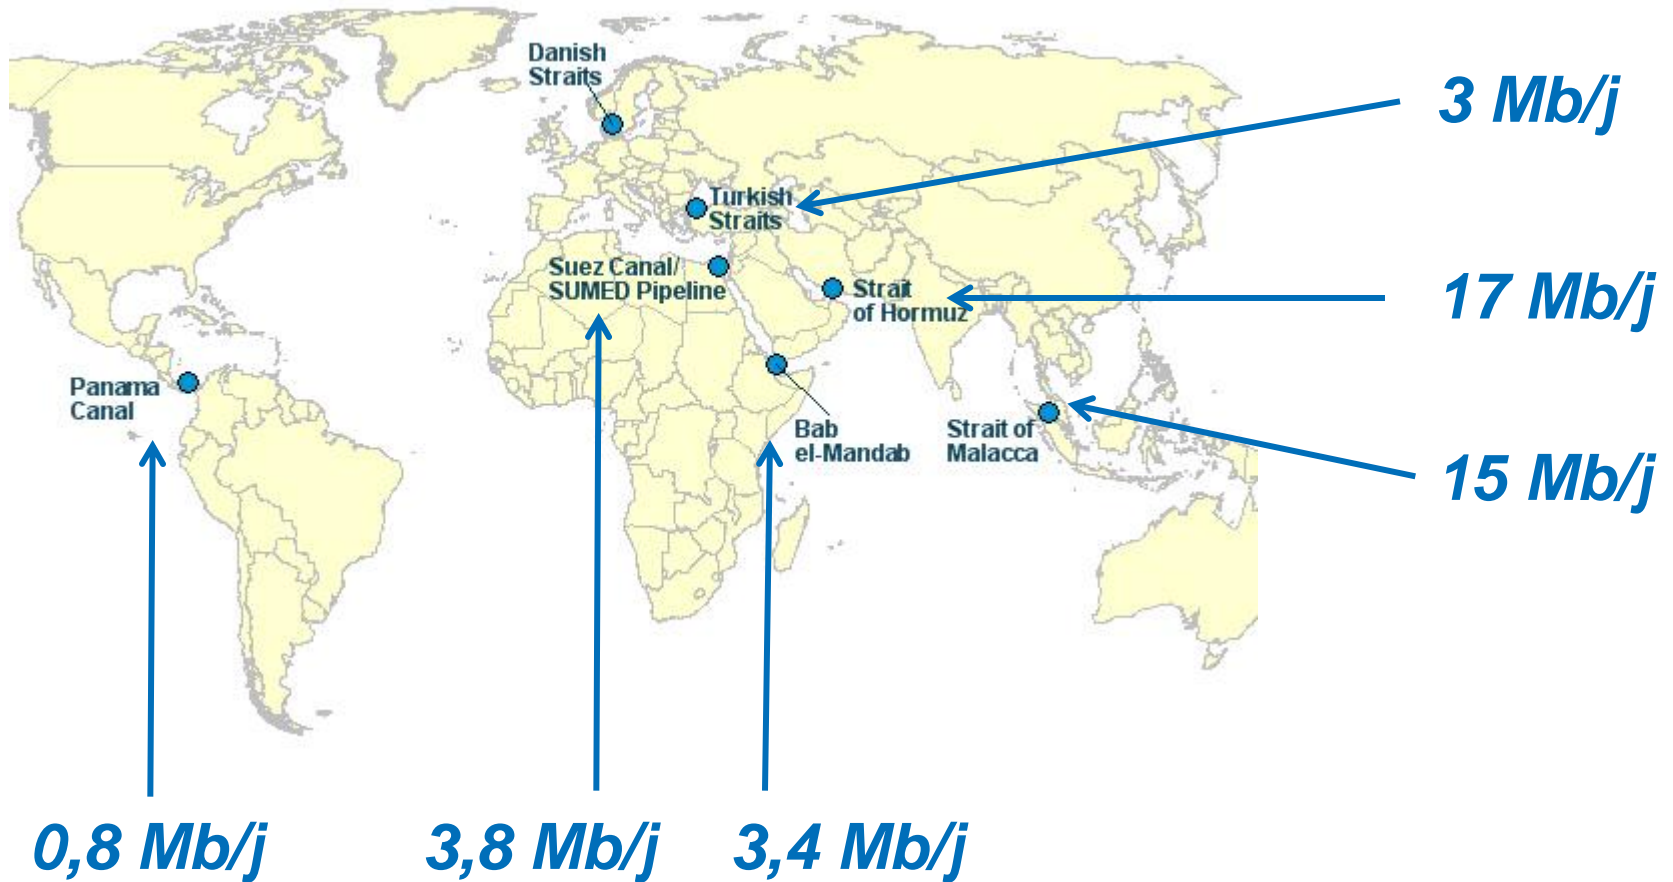 Danish
Straits
3 Mb/j
Turkish
Straits
Suez Canal/
SUMED Pipeline
Strait
of Hormuz
17 Mb/j
Panama
Canal
Bab
el-Mandab
Strait of
Malacca
15 Mb/j
0,8 Mb/j
3,8 Mb/j
3,4 Mb/j